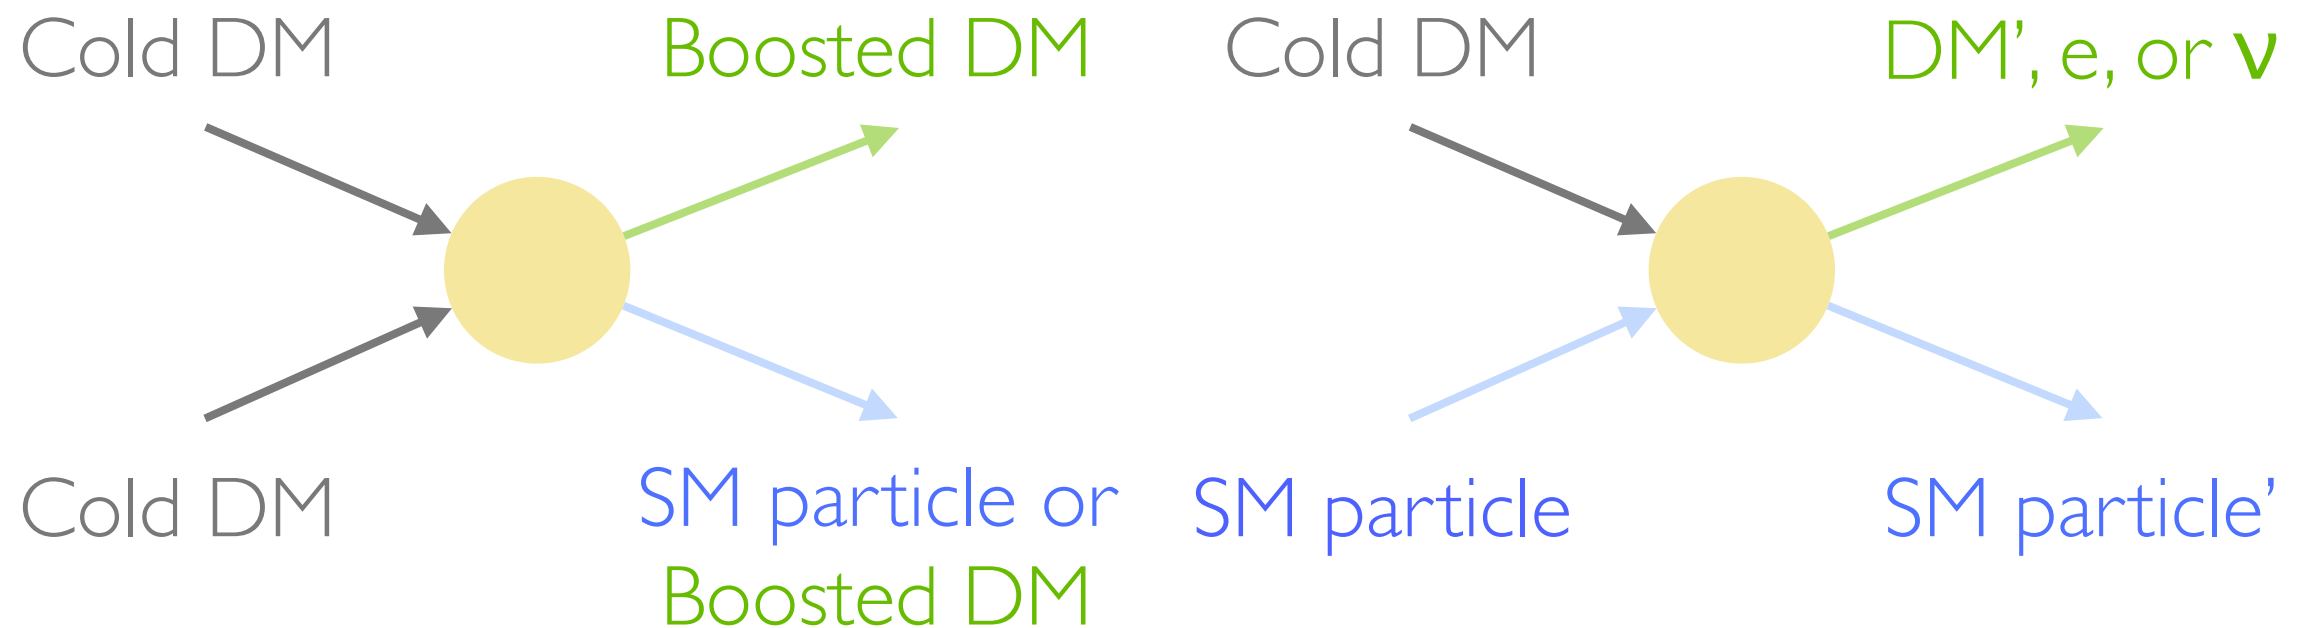 Cold DM
Boosted DM
Cold DM
SM particle or
Boosted DM
Cold DM
DM’, e, or ν
SM particle
SM particle’